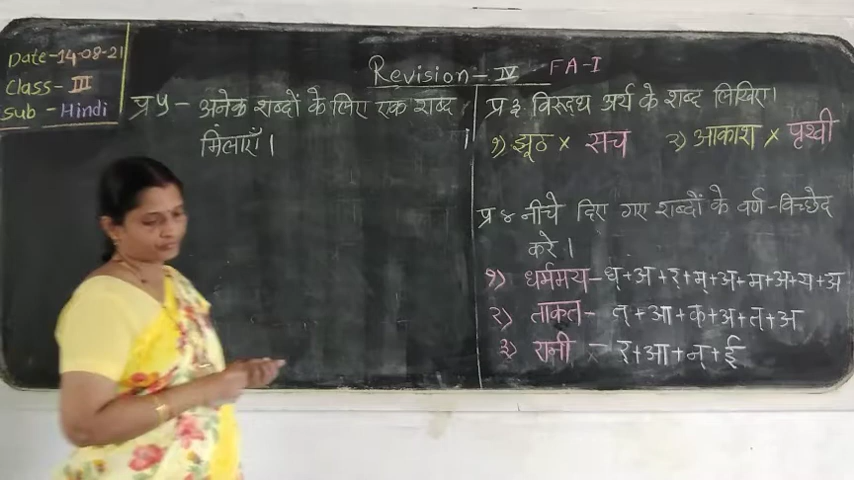 Date-14-08-21
Class-III
Sub - Hindi
Revision-IV FA-I
प्र ५ - अनेक शब्दों के लिए एक शब्द
मिलाएँ।
प्र ३ विरूद्ध अर्थ के शब्द लिखिए।
१) झूठ × सच २) आकाश × पृथ्वी
प्र ४ नीचे दिए गए शब्दों के वर्ण-विच्छेद
करे।
१) धर्ममय-ध्+अ+र्+म्+अ+म+अ+य+अ
२) ताकत- त्+आ+क+अ+त्+अ
३) रानी - र्+आ+न्+ई